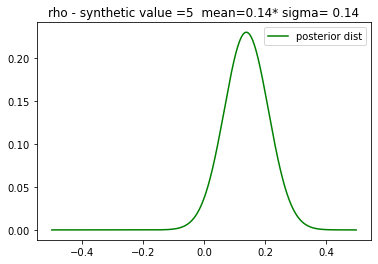 rho - synthetic value =5  mean=0.14* sigma= 0.14
posterior dist
0.20
0.15
0.10
0.05
0.00
−0.4 −0.2 0.0 0.2 0.4